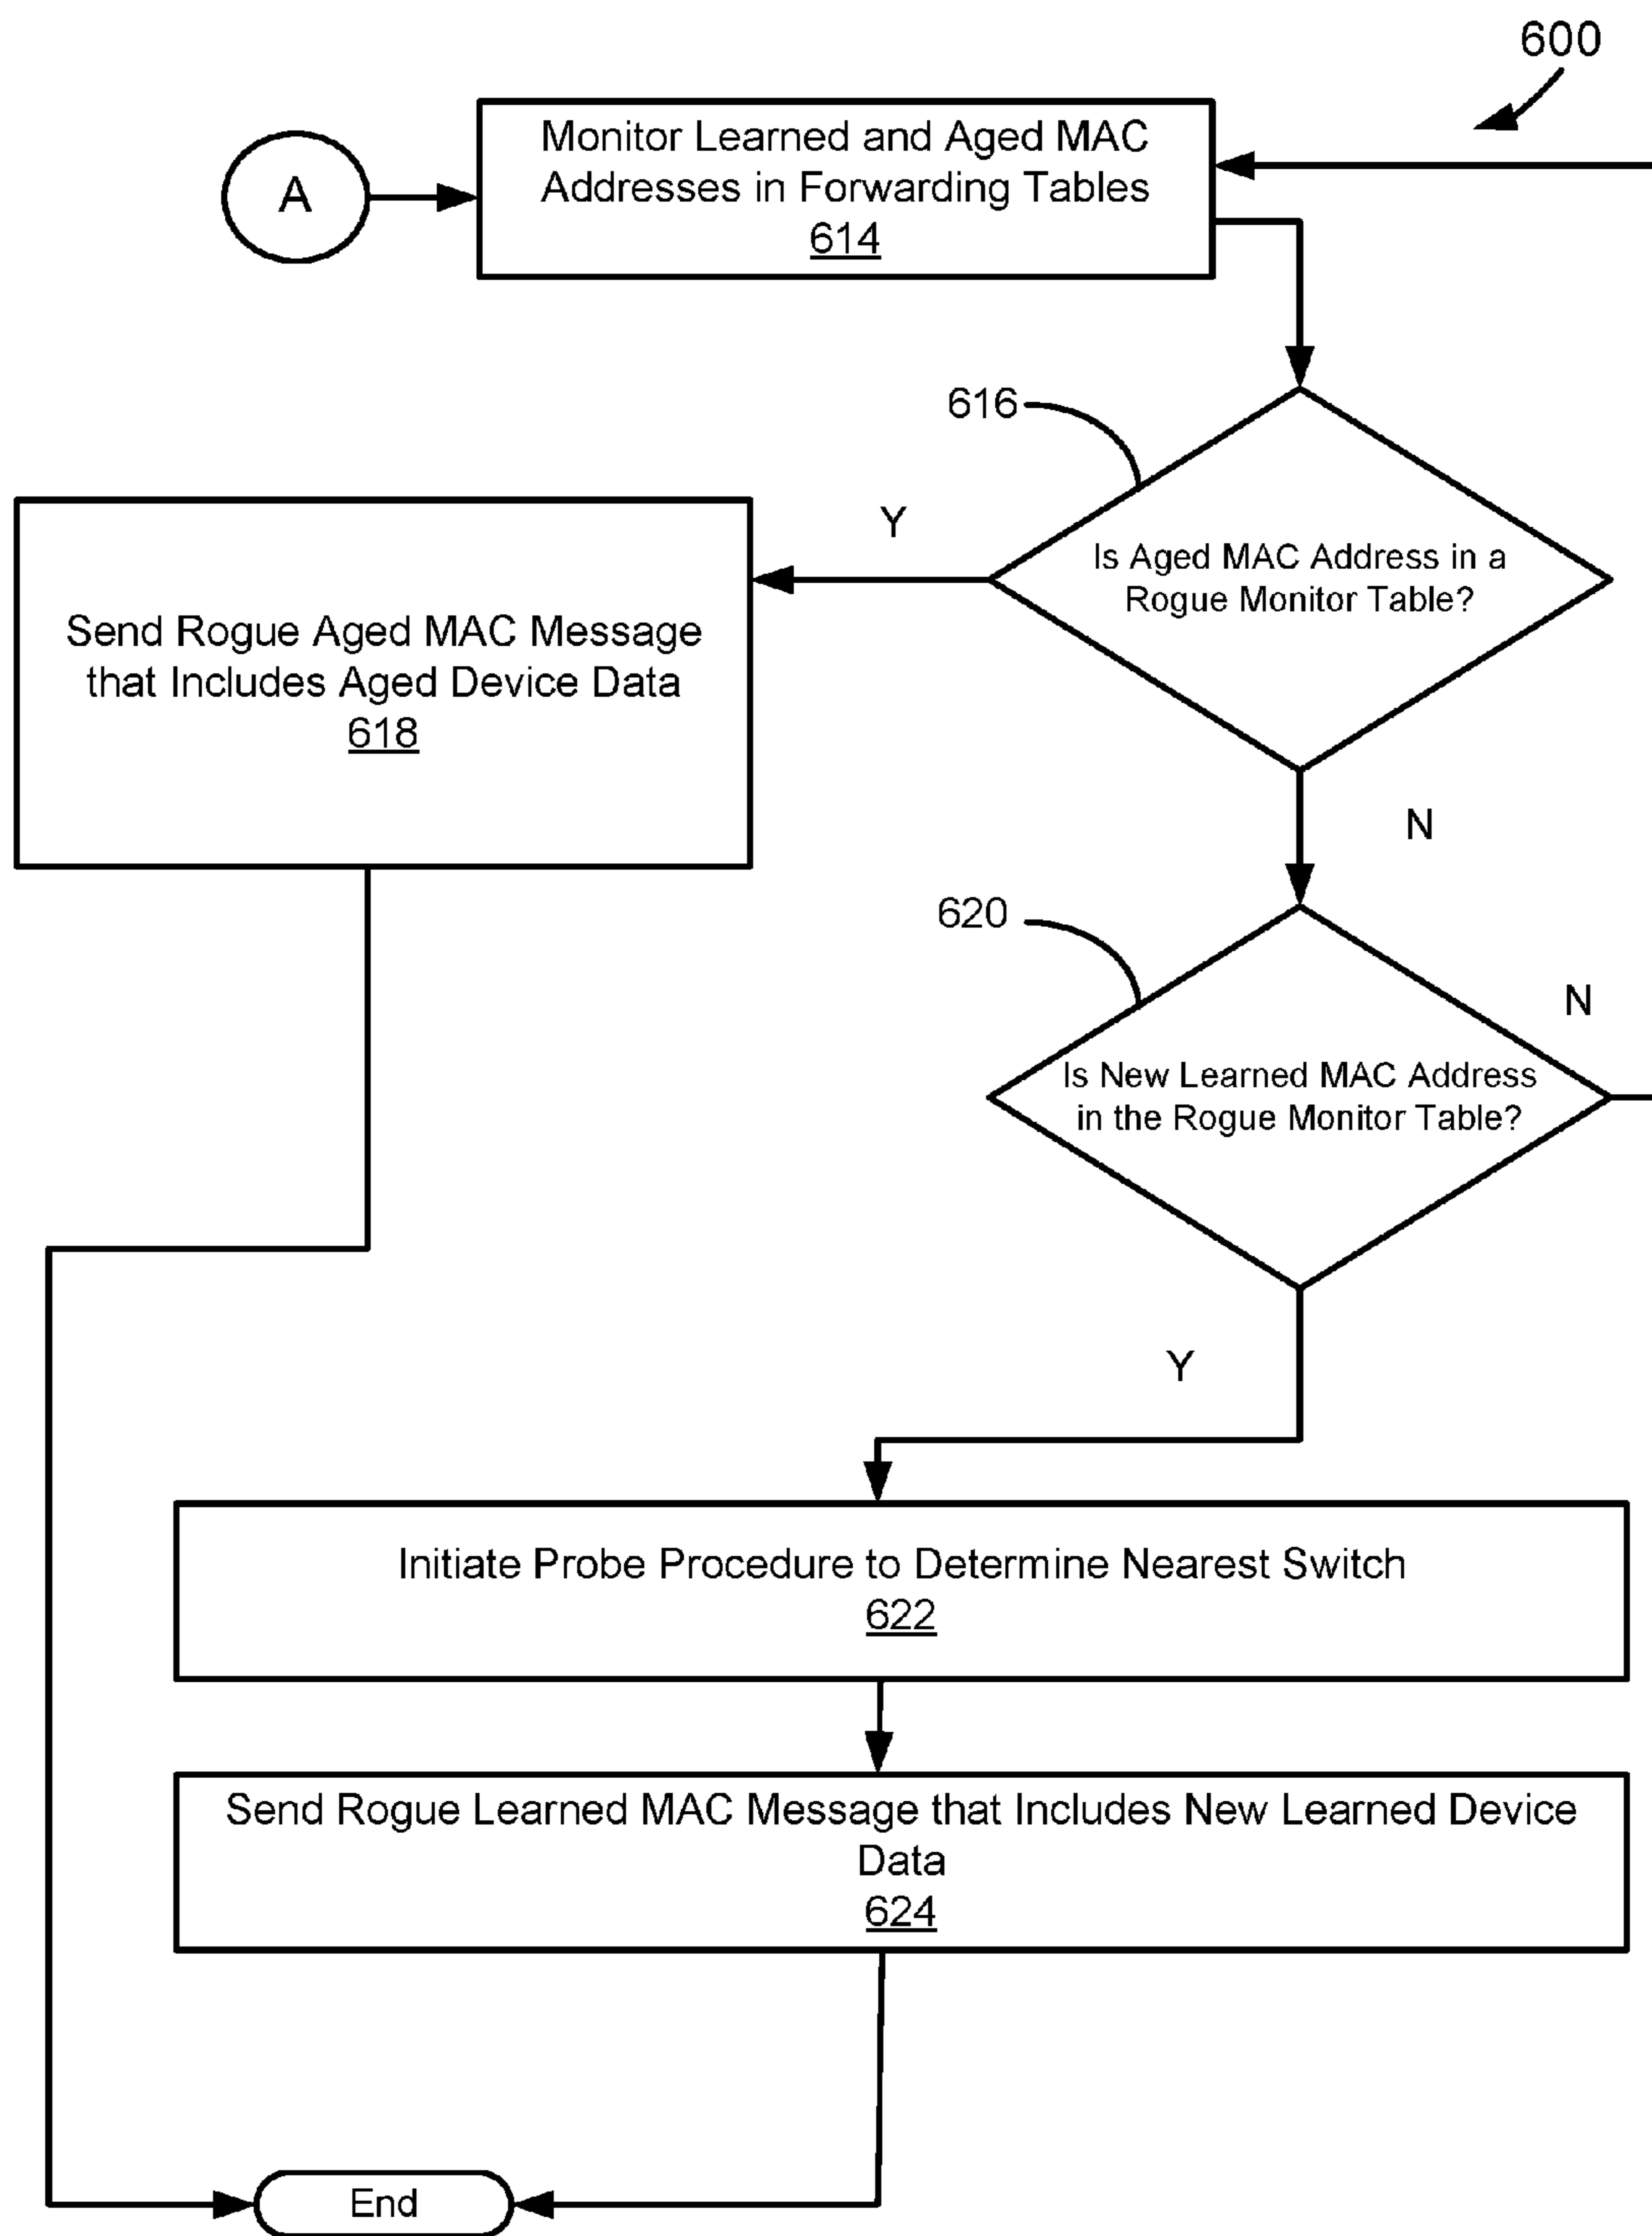 600
A
Monitor Learned and Aged MAC
Addresses in Forwarding Tables
614
616
Y
Is Aged MAC Address in a
Rogue Monitor Table?
Send Rogue Aged MAC Message
that Includes Aged Device Data
618
N
620
N
Is New Learned MAC Address
in the Rogue Monitor Table?
Y
Initiate Probe Procedure to Determine Nearest Switch
622
Send Rogue Learned MAC Message that Includes New Learned Device
Data
624
End